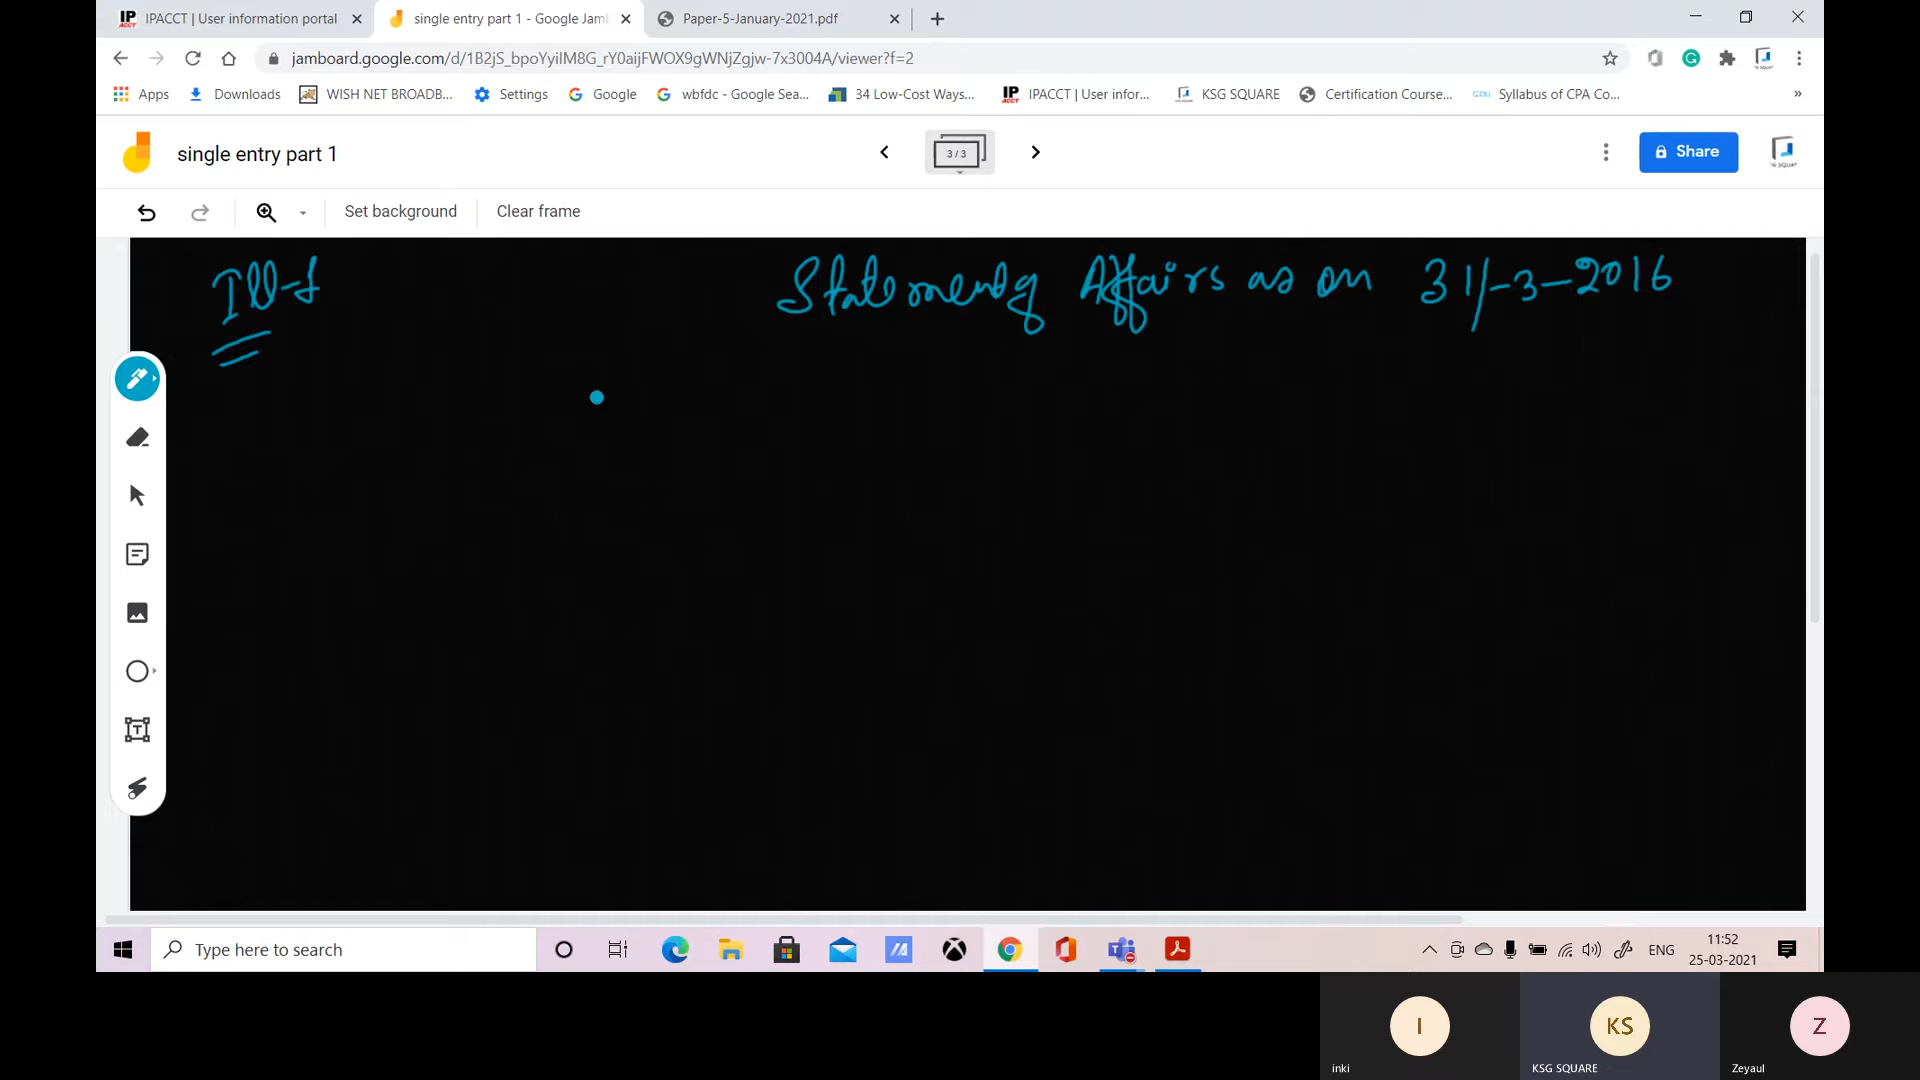 IPACCT | User information portal
single entry part 1 - Google Jam
Paper-5-January-2021.pdf
jamboard.google.com/d/1B2jS_bpoYyiIM8G_rY0aijFWOX9gWNjZgjw-7x3004A/viewer?f=2
Apps Downloads WISH NET BROADB... Settings Google wbfdc - Google Sea... 34 Low-Cost Ways... IPACCT | User infor... KSG SQUARE Certification Course... Syllabus of CPA Co... »
single entry part 1
3 / 3
Share
Set background Clear frame
Ill-1 Statement of Affairs as on 31-3-2016
Type here to search
ENG
11:52
25-03-2021
I KS Z
inki KSG SQUARE Zeyaul